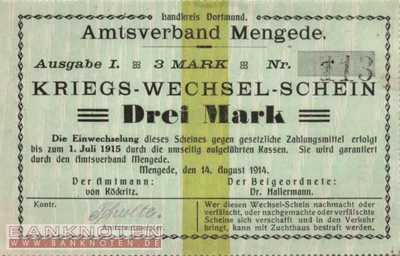 Landkreis Dortmund.
Amtsverband Mengede.
Ausgabe I. 3 MARK Nr. 113
KRIEGS-WECHSEL-SCHEIN
Drei Mark
Die Einwechselung dieses Scheines gegen gesetzliche Zahlungsmittel erfolgt
bis zum 1. Juli 1915 durch die umseitig aufgeführten Kassen. Sie wird garantiert
durch den Amtsverband Mengede.
Mengede, den 14. August 1914.
Der Amtmann: Der Beigeordnete:
von Köckritz. Dr. Hallermann.
Kontr.
Wer diesen Wechsel-Schein nachmacht oder
verfälscht, oder nachgemachte oder verfälschte
Scheine sich verschafft und in den Verkehr
bringt, kann mit Zuchthaus bestraft werden.
BANKNOTEN
WWW.BANKNOTEN.DE